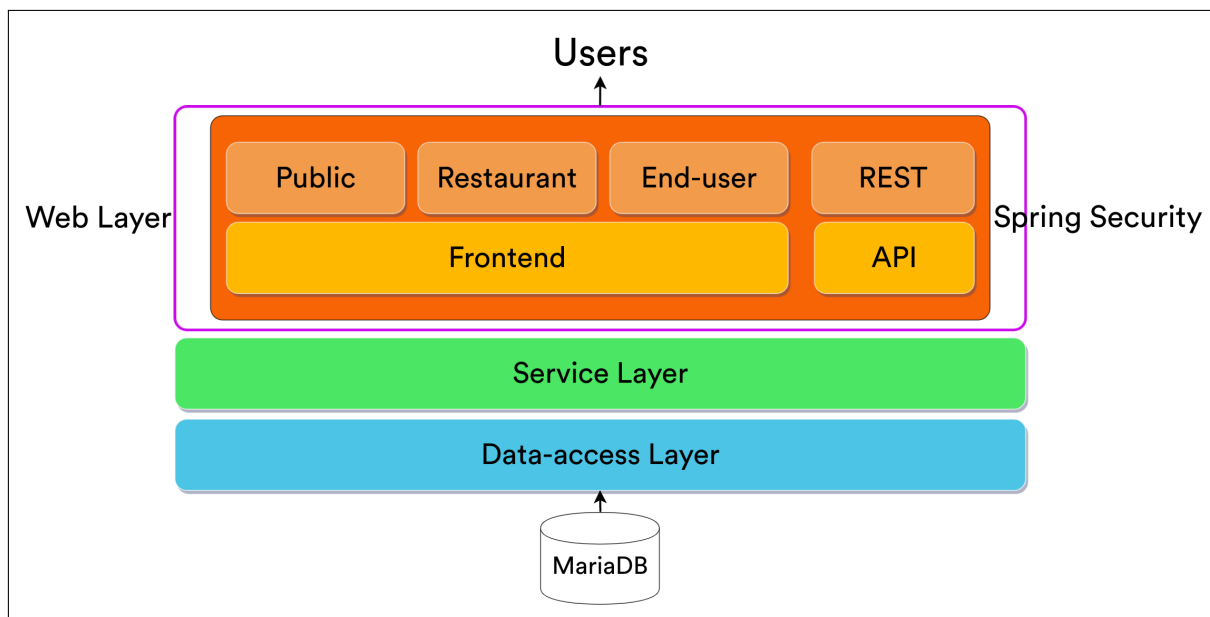 Users
Public
Restaurant
End-user
REST
Web Layer
Spring Security
Frontend
API
Service Layer
Data-access Layer
MariaDB